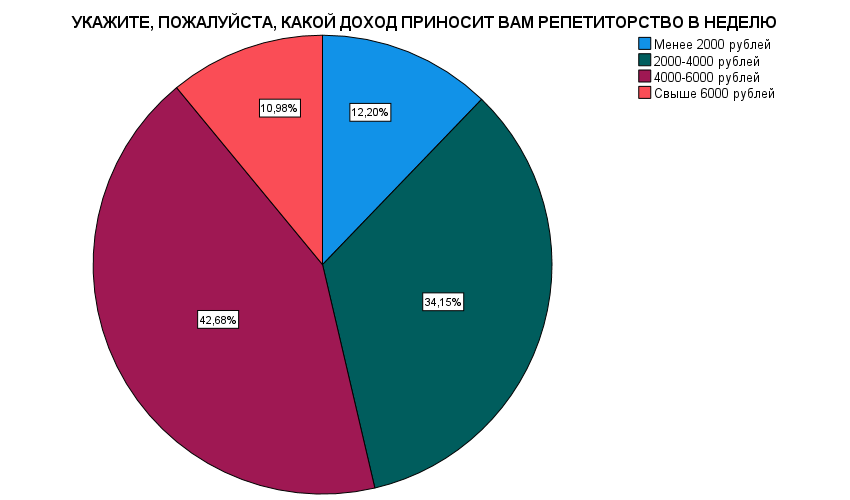 УКАЖИТЕ, ПОЖАЛУЙСТА, КАКОЙ ДОХОД ПРИНОСИТ ВАМ РЕПЕТИТОРСТВО В НЕДЕЛЮ
Менее 2000 рублей
2000-4000 рублей
4000-6000 рублей
Свыше 6000 рублей
10,98%
12,20%
34,15%
42,68%